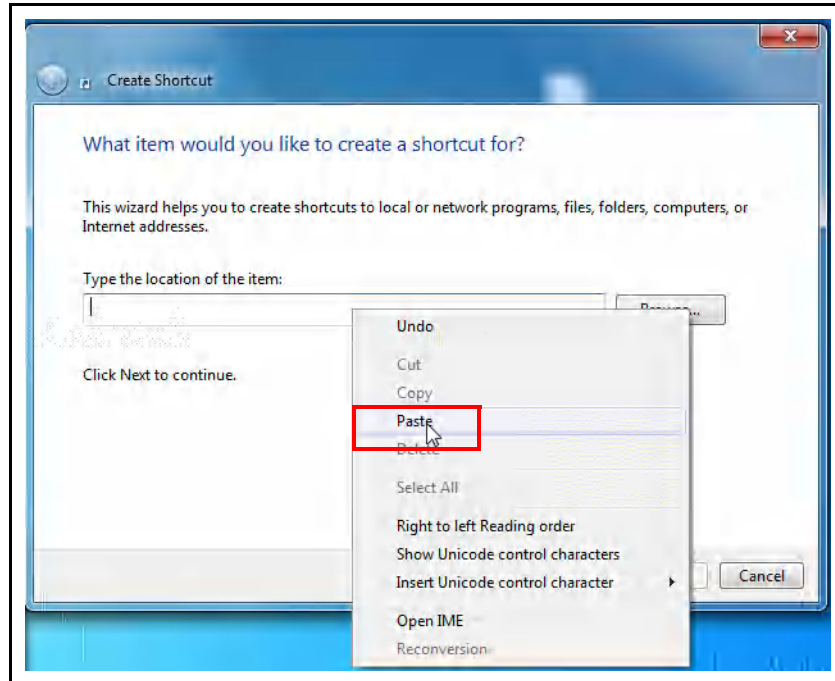 Create Shortcut
What item would you like to create a shortcut for?
This wizard helps you to create shortcuts to local or network programs, files, folders, computers, or
Internet addresses.
Type the location of the item:
Click Next to continue.
Undo
Cut
Copy
Paste
Delete
Select All
Right to left Reading order
Show Unicode control characters
Insert Unicode control character
Open IME
Reconversion
Cancel